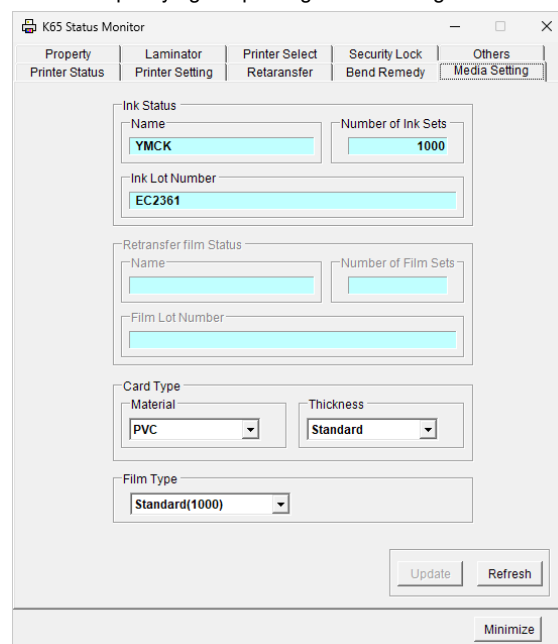 K65 Status Monitor
Property Laminator Printer Select Security Lock Others
Printer Status Printer Setting Retaransfer Bend Remedy Media Setting
Ink Status
Name Number of Ink Sets
YMCK 1000
Ink Lot Number
EC2361
Retransfer film Status
Name Number of Film Sets
Film Lot Number
Card Type
Material Thickness
PVC Standard
Film Type
Standard(1000)
Update Refresh
Minimize